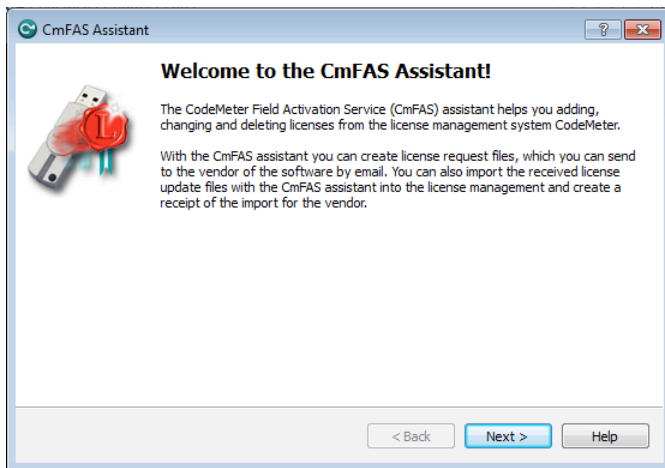 CmFAS Assistant
Welcome to the CmFAS Assistant!
The CodeMeter Field Activation Service (CmFAS) assistant helps you adding,
changing and deleting licenses from the license management system CodeMeter.
With the CmFAS assistant you can create license request files, which you can send
to the vendor of the software by email. You can also import the received license
update files with the CmFAS assistant into the license management and create a
receipt of the import for the vendor.
L
< Back
Next >
Help